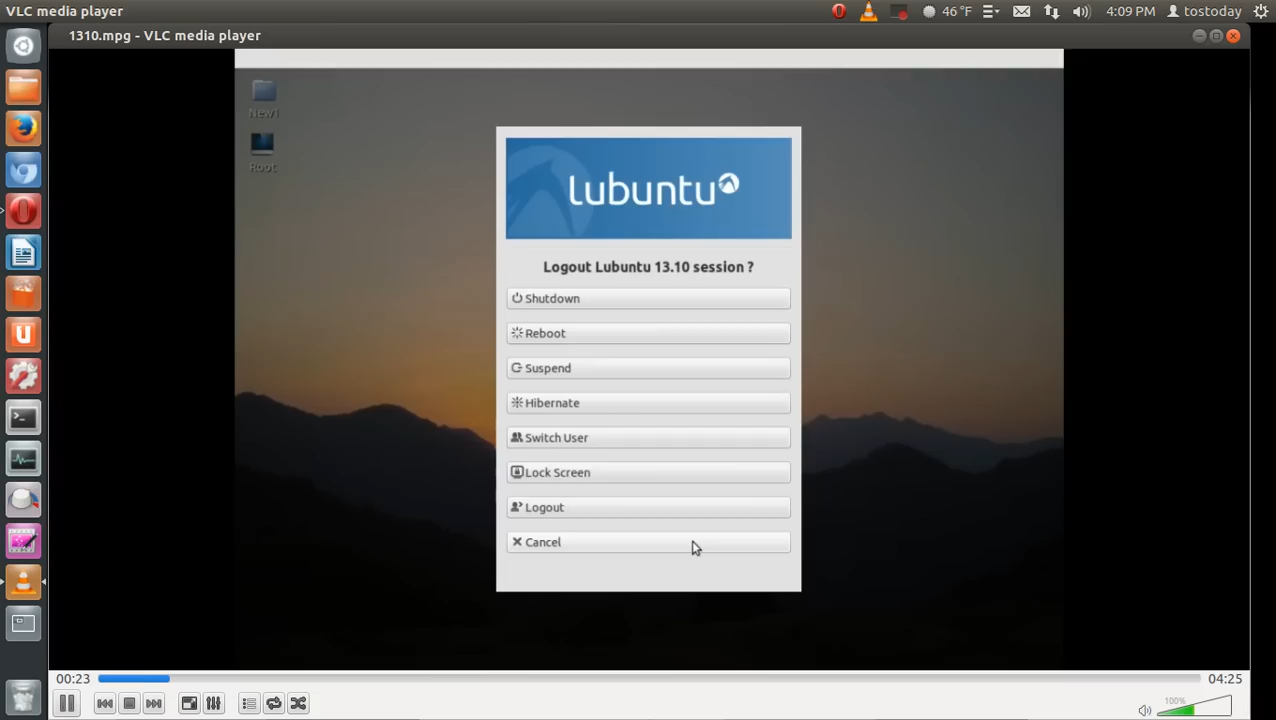 VLC media player
46 °F
4:09 PM
tostoday
1310.mpg - VLC media player
New1
Root
lubuntu
Logout Lubuntu 13.10 session ?
Shutdown
Reboot
Suspend
Hibernate
Switch User
Lock Screen
Logout
Cancel
00:23
04:25
100%